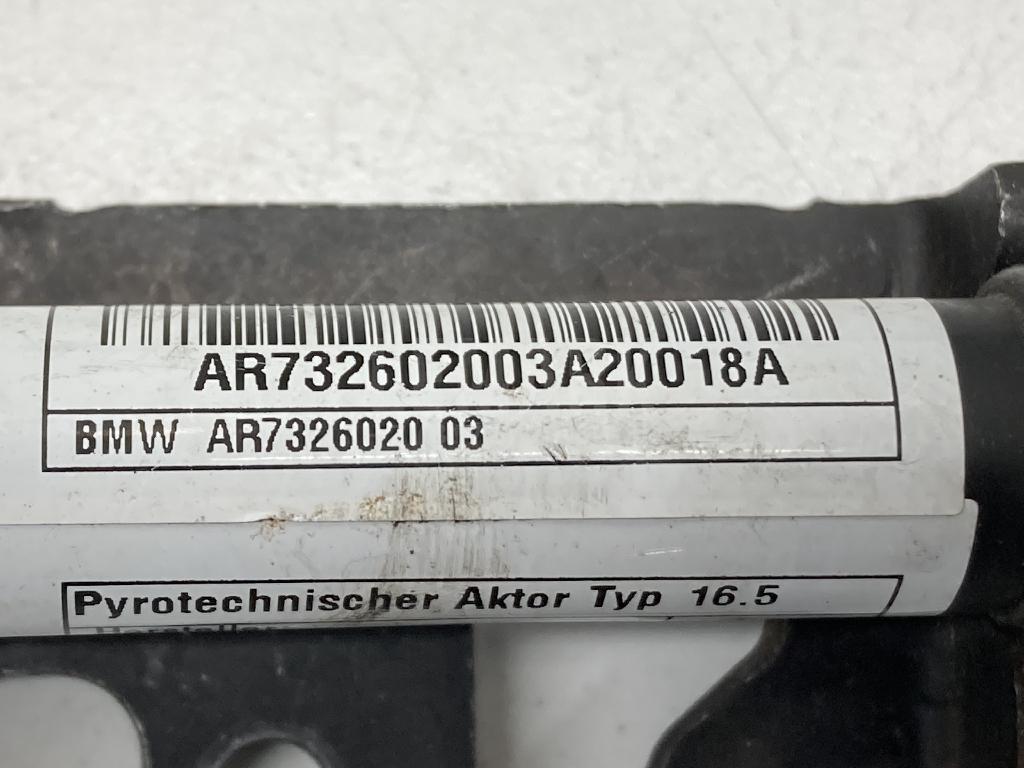 AR732602003A20018A
BMW AR7326020 03
Pyrotechnischer Aktor Typ 16.5